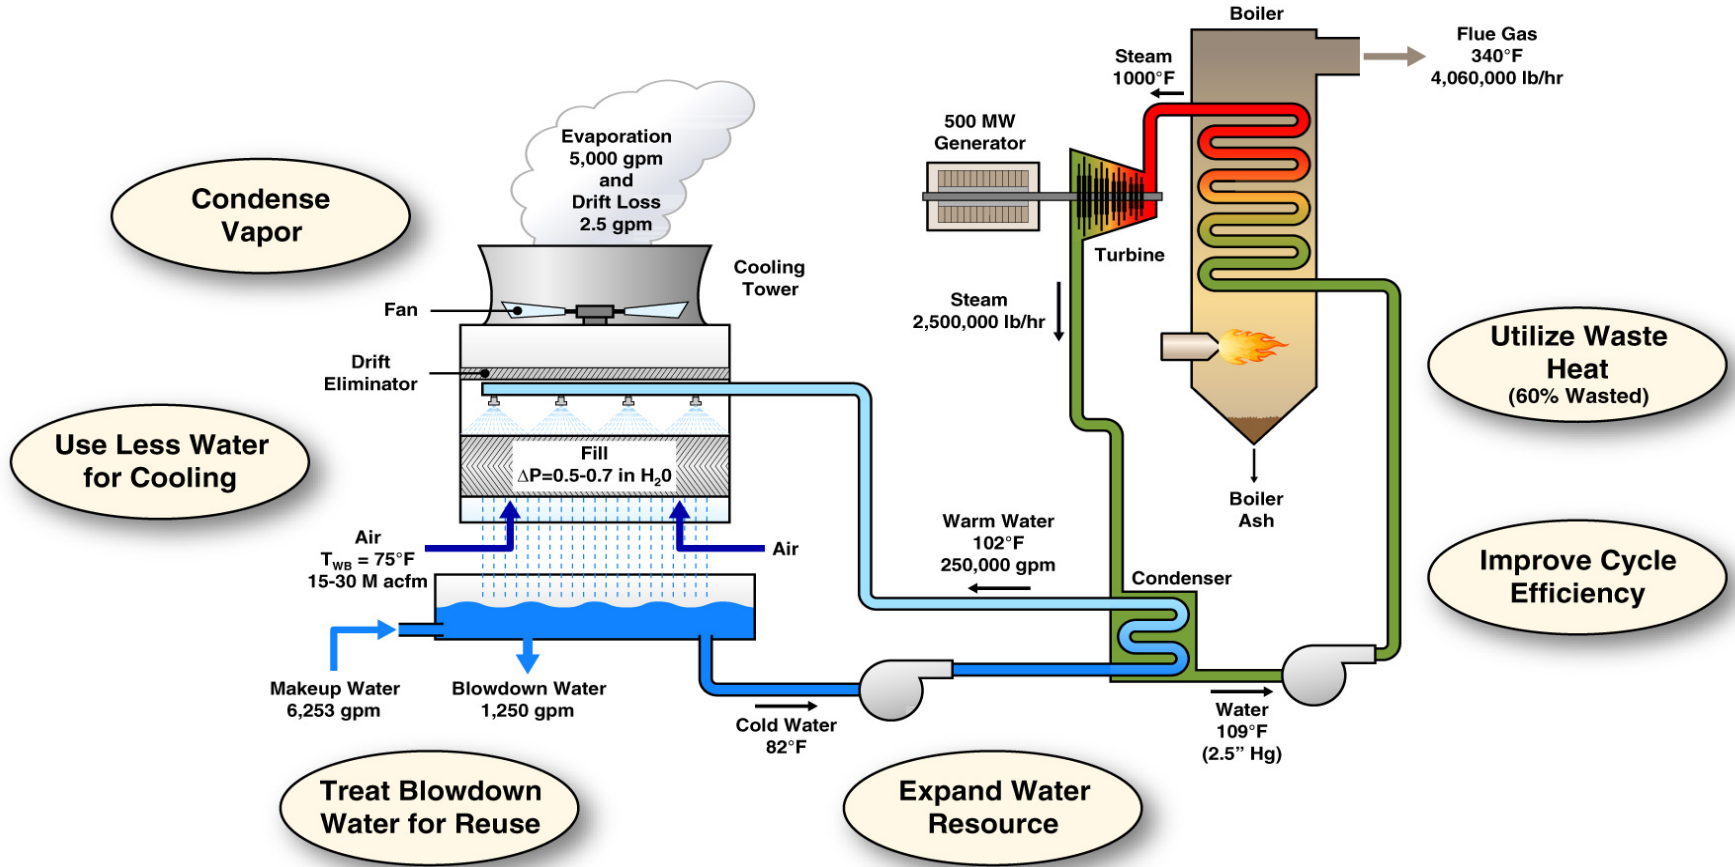 Boiler
Flue Gas
340°F
4,060,000 lb/hr
Steam
1000°F
500 MW
Generator
Evaporation
5,000 gpm
and
Drift Loss
2.5 gpm
Condense
Vapor
Turbine
Cooling
Tower
Fan
Steam
2,500,000 lb/hr
Utilize Waste
Heat
(60% Wasted)
Drift
Eliminator
Use Less Water
for Cooling
Fill
ΔP=0.5-0.7 in H₂0
Boiler
Ash
Air
T_WB = 75°F
15-30 M acfm
Air
Warm Water
102°F
250,000 gpm
Condenser
Improve Cycle
Efficiency
Makeup Water
6,253 gpm
Blowdown Water
1,250 gpm
Cold Water
82°F
Water
109°F
(2.5” Hg)
Treat Blowdown
Water for Reuse
Expand Water
Resource